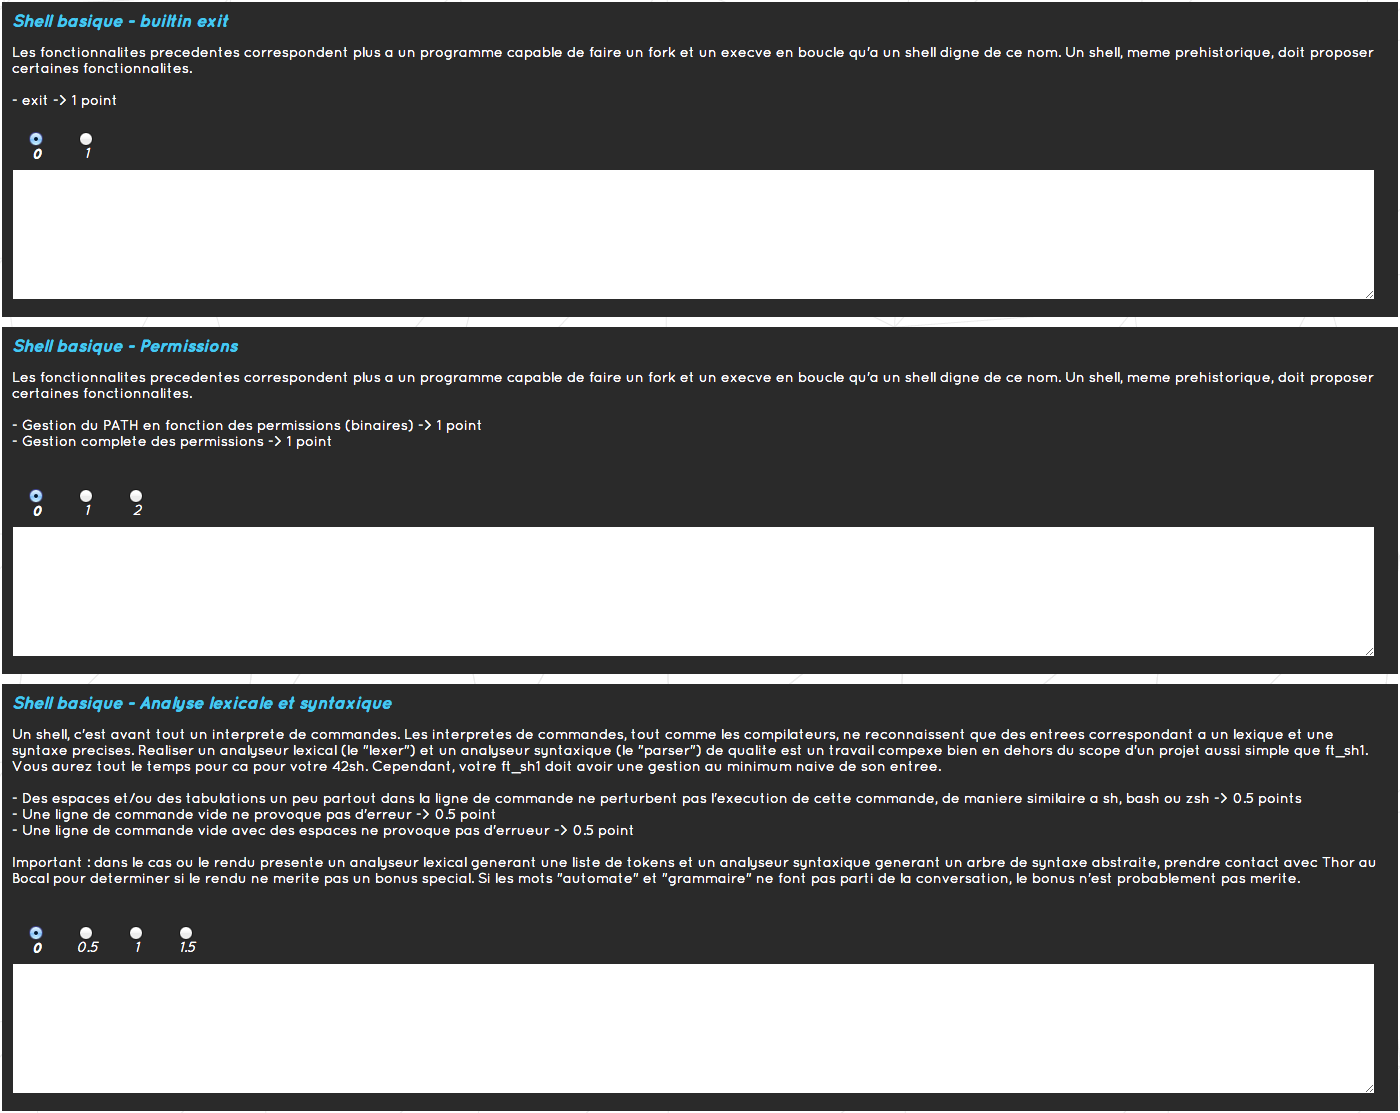 Shell basique - builtin exit
Les fonctionnalites precedentes correspondent plus a un programme capable de faire un fork et un execve en boucle qu'a un shell digne de ce nom. Un shell, meme prehistorique, doit proposer
certaines fonctionnalites.
- exit -> 1 point
0 1
Shell basique - Permissions
Les fonctionnalites precedentes correspondent plus a un programme capable de faire un fork et un execve en boucle qu'a un shell digne de ce nom. Un shell, meme prehistorique, doit proposer
certaines fonctionnalites.
- Gestion du PATH en fonction des permissions (binaires) -> 1 point
- Gestion complete des permissions -> 1 point
0 1 2
Shell basique - Analyse lexicale et syntaxique
Un shell, c'est avant tout un interprete de commandes. Les interpretes de commandes, tout comme les compilateurs, ne reconnaissent que des entrees correspondant a un lexique et une
syntaxe precises. Realiser un analyseur lexical (le "lexer") et un analyseur syntaxique (le "parser") de qualite est un travail compexe bien en dehors du scope d'un projet aussi simple que ft_sh1.
Vous aurez tout le temps pour ca pour votre 42sh. Cependant, votre ft_sh1 doit avoir une gestion au minimum naive de son entree.
- Des espaces et/ou des tabulations un peu partout dans la ligne de commande ne perturbent pas l'execution de cette commande, de maniere similaire a sh, bash ou zsh -> 0.5 points
- Une ligne de commande vide ne provoque pas d'erreur -> 0.5 point
- Une ligne de commande vide avec des espaces ne provoque pas d'errueur -> 0.5 point
Important : dans le cas ou le rendu presente un analyseur lexical generant une liste de tokens et un analyseur syntaxique generant un arbre de syntaxe abstraite, prendre contact avec Thor au
Bocal pour determiner si le rendu ne merite pas un bonus special. Si les mots "automate" et "grammaire" ne font pas parti de la conversation, le bonus n'est probablement pas merite.
0 0.5 1 1.5